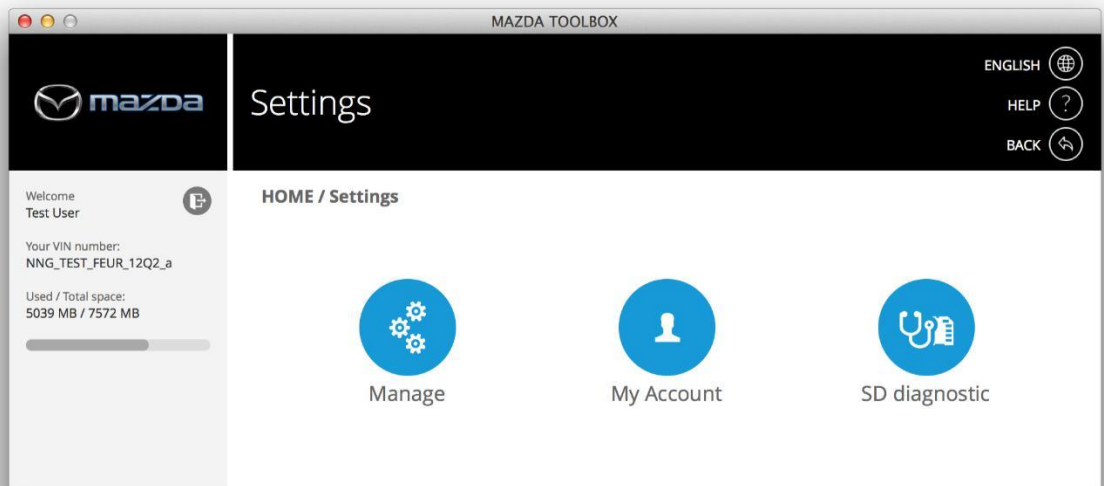 MAZDA TOOLBOX
mazda
Settings
ENGLISH
HELP
?
BACK
Welcome
Test User
Your VIN number:
NNG_TEST_FEUR_12Q2_a
Used / Total space:
5039 MB / 7572 MB
HOME / Settings
Manage
My Account
SD diagnostic